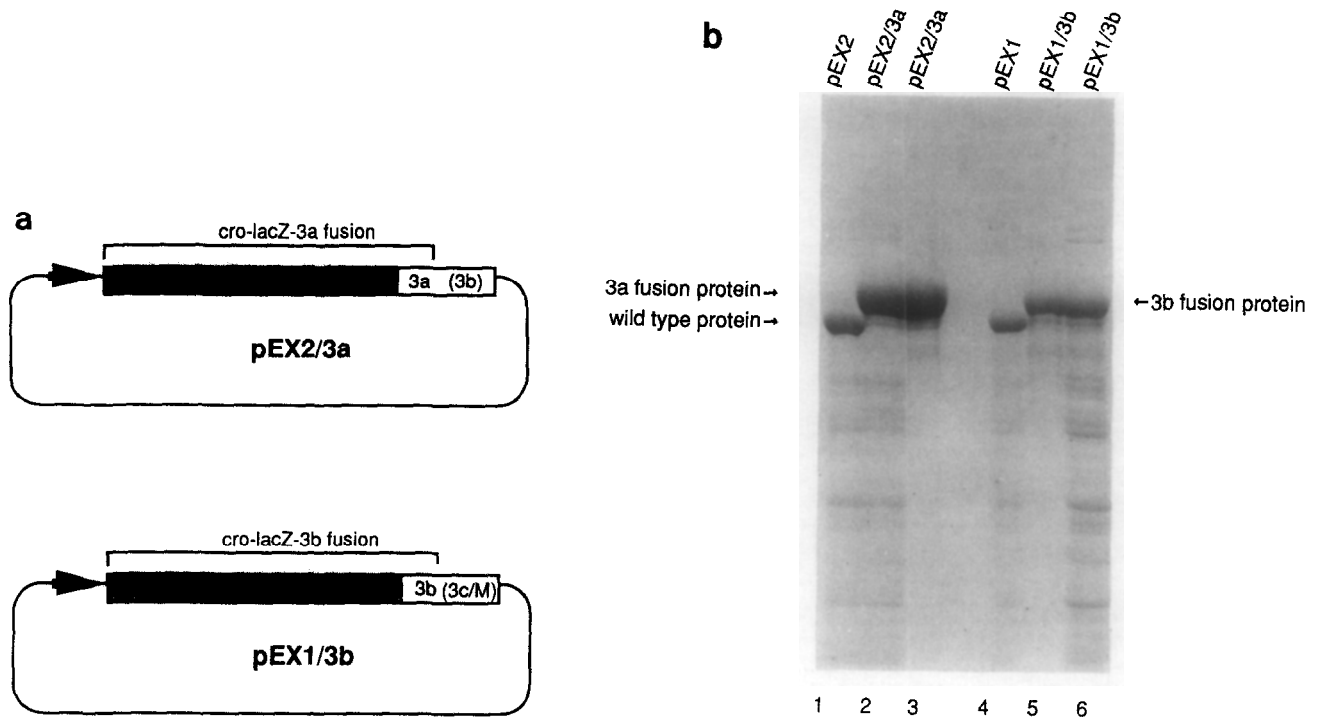 a
cro-lacZ-3a fusion
3a (3b)
pEX2/3a
cro-lacZ-3b fusion
3b (3c/M)
pEX1/3b
b
pEX2
pEX2/3a
pEX2/3a
pEX1
pEX1/3b
pEX1/3b
3a fusion protein→
wild type protein→
←3b fusion protein
1 2 3 4 5 6